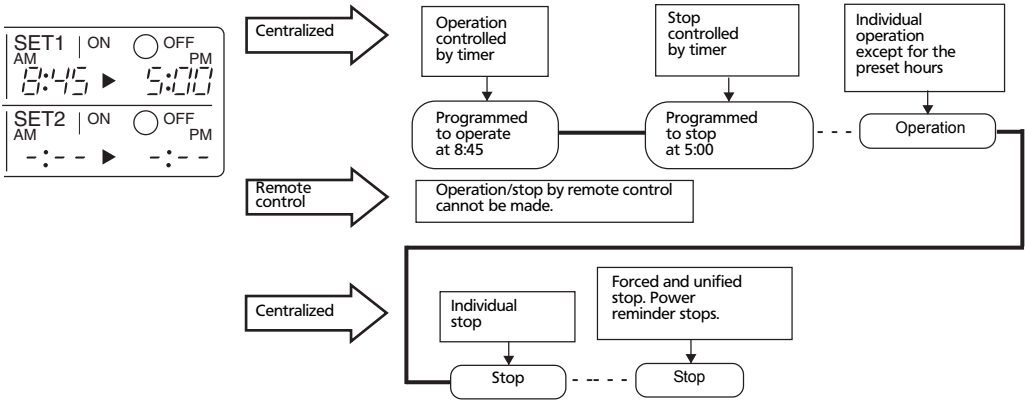 SET1 | ON OFF
AM PM
8:45 ▶ 5:00
SET2 | ON OFF
AM PM
-:-- ▶ -:--
Centralized
Operation
controlled
by timer
Stop
controlled
by timer
Individual
operation
except for the
preset hours
Programmed
to operate
at 8:45
Programmed
to stop
at 5:00
Operation
Remote
control
Operation/stop by remote control
cannot be made.
Centralized
Individual
stop
Forced and unified
stop. Power
reminder stops.
Stop
Stop